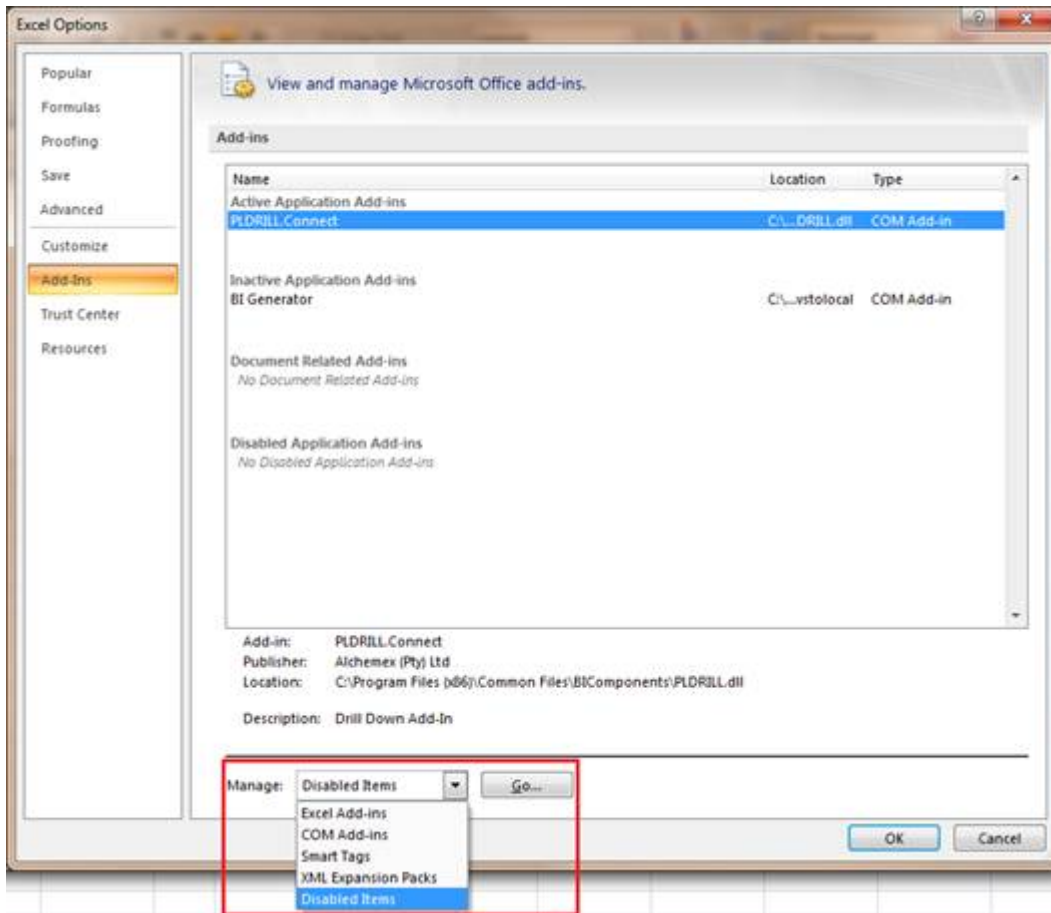 Excel Options
Popular
Formulas
Proofing
Save
Advanced
Customize
Add-Ins
Trust Center
Resources
View and manage Microsoft Office add-ins.
Add-ins
Name Location Type
Active Application Add-ins
PLDRILL.Connect C:\...DRILL.dll COM Add-in
Inactive Application Add-ins
BI Generator C:\...vstolocal COM Add-in
Document Related Add-ins
No Document Related Add-ins
Disabled Application Add-ins
No Disabled Application Add-ins
Add-in: PLDRILL.Connect
Publisher: Alchemex (Pty) Ltd
Location: C:\Program Files (x86)\Common Files\BIComponents\PLDRILL.dll
Description: Drill Down Add-In
Manage: Disabled Items Go...
Excel Add-ins
COM Add-ins
Smart Tags
XML Expansion Packs
Disabled Items
OK Cancel